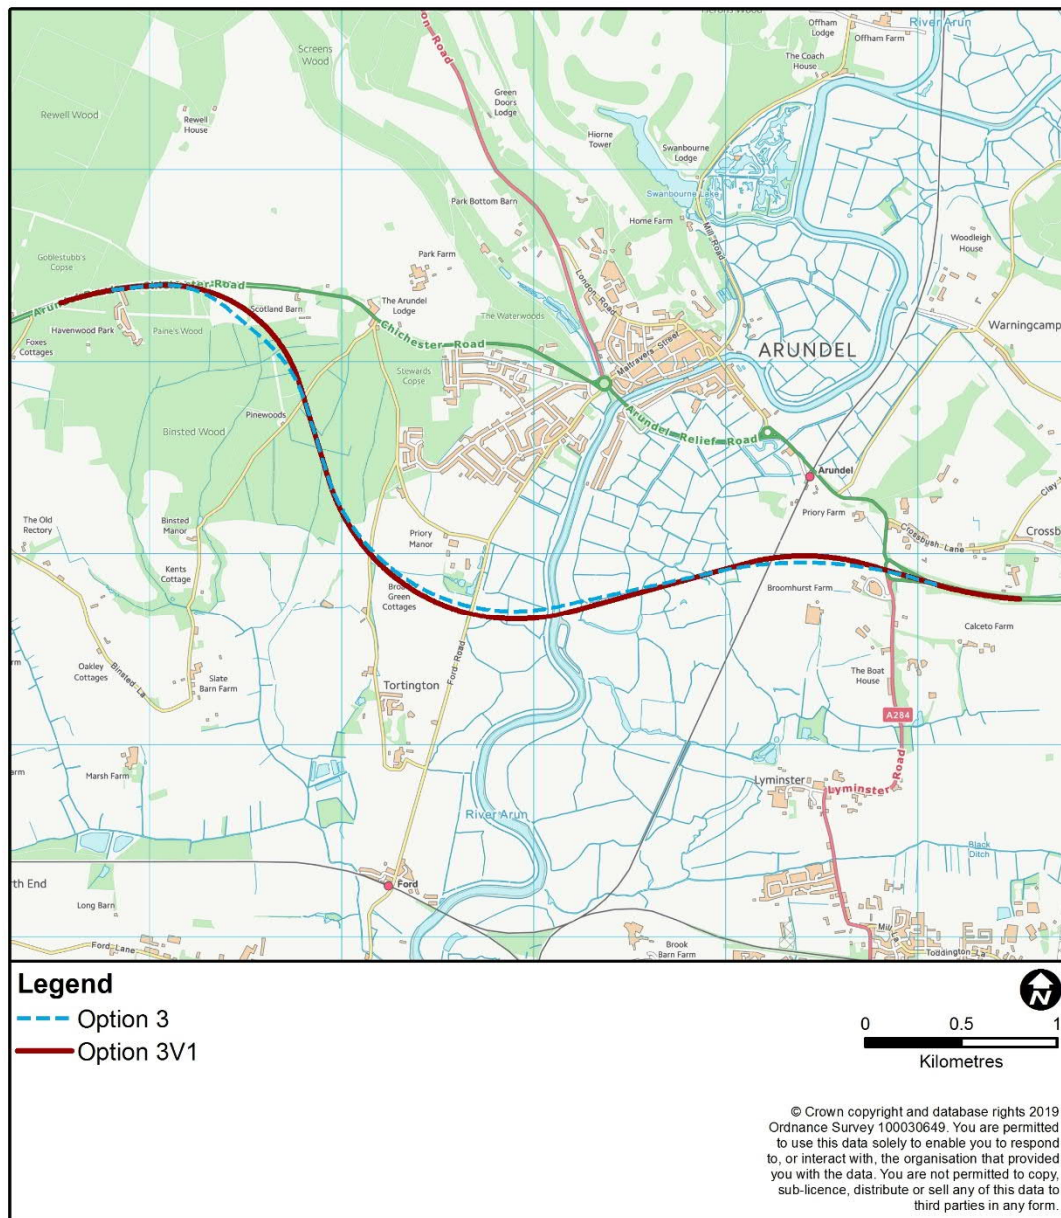 River Arun
Offham
Lodge
Offham Farm
The Coach
House
Screens
Wood
on Road
Rewell Wood
Rewell
House
Green
Doors
Lodge
Hiorne
Tower
Swanbourne
Lodge
Swanbourne Lake
Park Bottom Barn
Home Farm
Mill Road
Woodleigh
House
Goblestubb's
Copse
Park Farm
London Road
Chichester Road
Scotland Barn
The Arundel
Lodge
The Waterwoods
Warningcamp
Havenwood Park
Paine's Wood
Foxes
Cottages
Chichester Road
Maltravers Street
ARUNDEL
Stewards
Copse
Pinewoods
Arundel Relief Road
Binsted Wood
Arundel
The Old
Rectory
Binsted
Manor
Priory
Manor
Priory Farm
Crossbush Lane
Kents
Cottage
Green
Cottages
Broomhurst Farm
Calceto Farm
Ford Road
Oakley
Cottages
Binsted La
Slate
Barn Farm
Tortington
The Boat
House
A284
Marsh Farm
Lyminster
Lyminster Road
River Arun
Black
Ditch
rth End
Ford
Long Barn
Ford Lane
Brook
Barn Farm
Mill La
Toddington La
Legend
Option 3
Option 3V1
N
0 0.5 1
Kilometres
© Crown copyright and database rights 2019
Ordnance Survey 100030649. You are permitted
to use this data solely to enable you to respond
to, or interact with, the organisation that provided
you with the data. You are not permitted to copy,
sub-licence, distribute or sell any of this data to
third parties in any form.